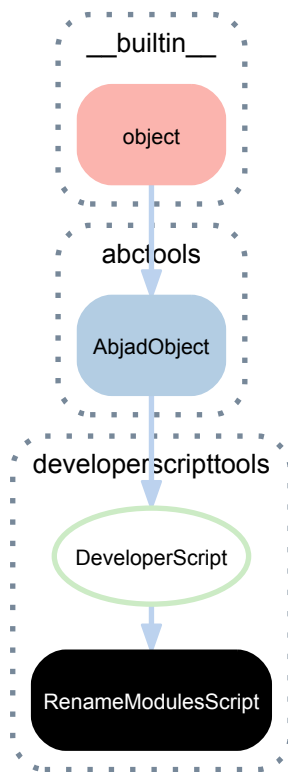 __builtin__
object
abctools
AbjadObject
developerscripttools
DeveloperScript
RenameModulesScript